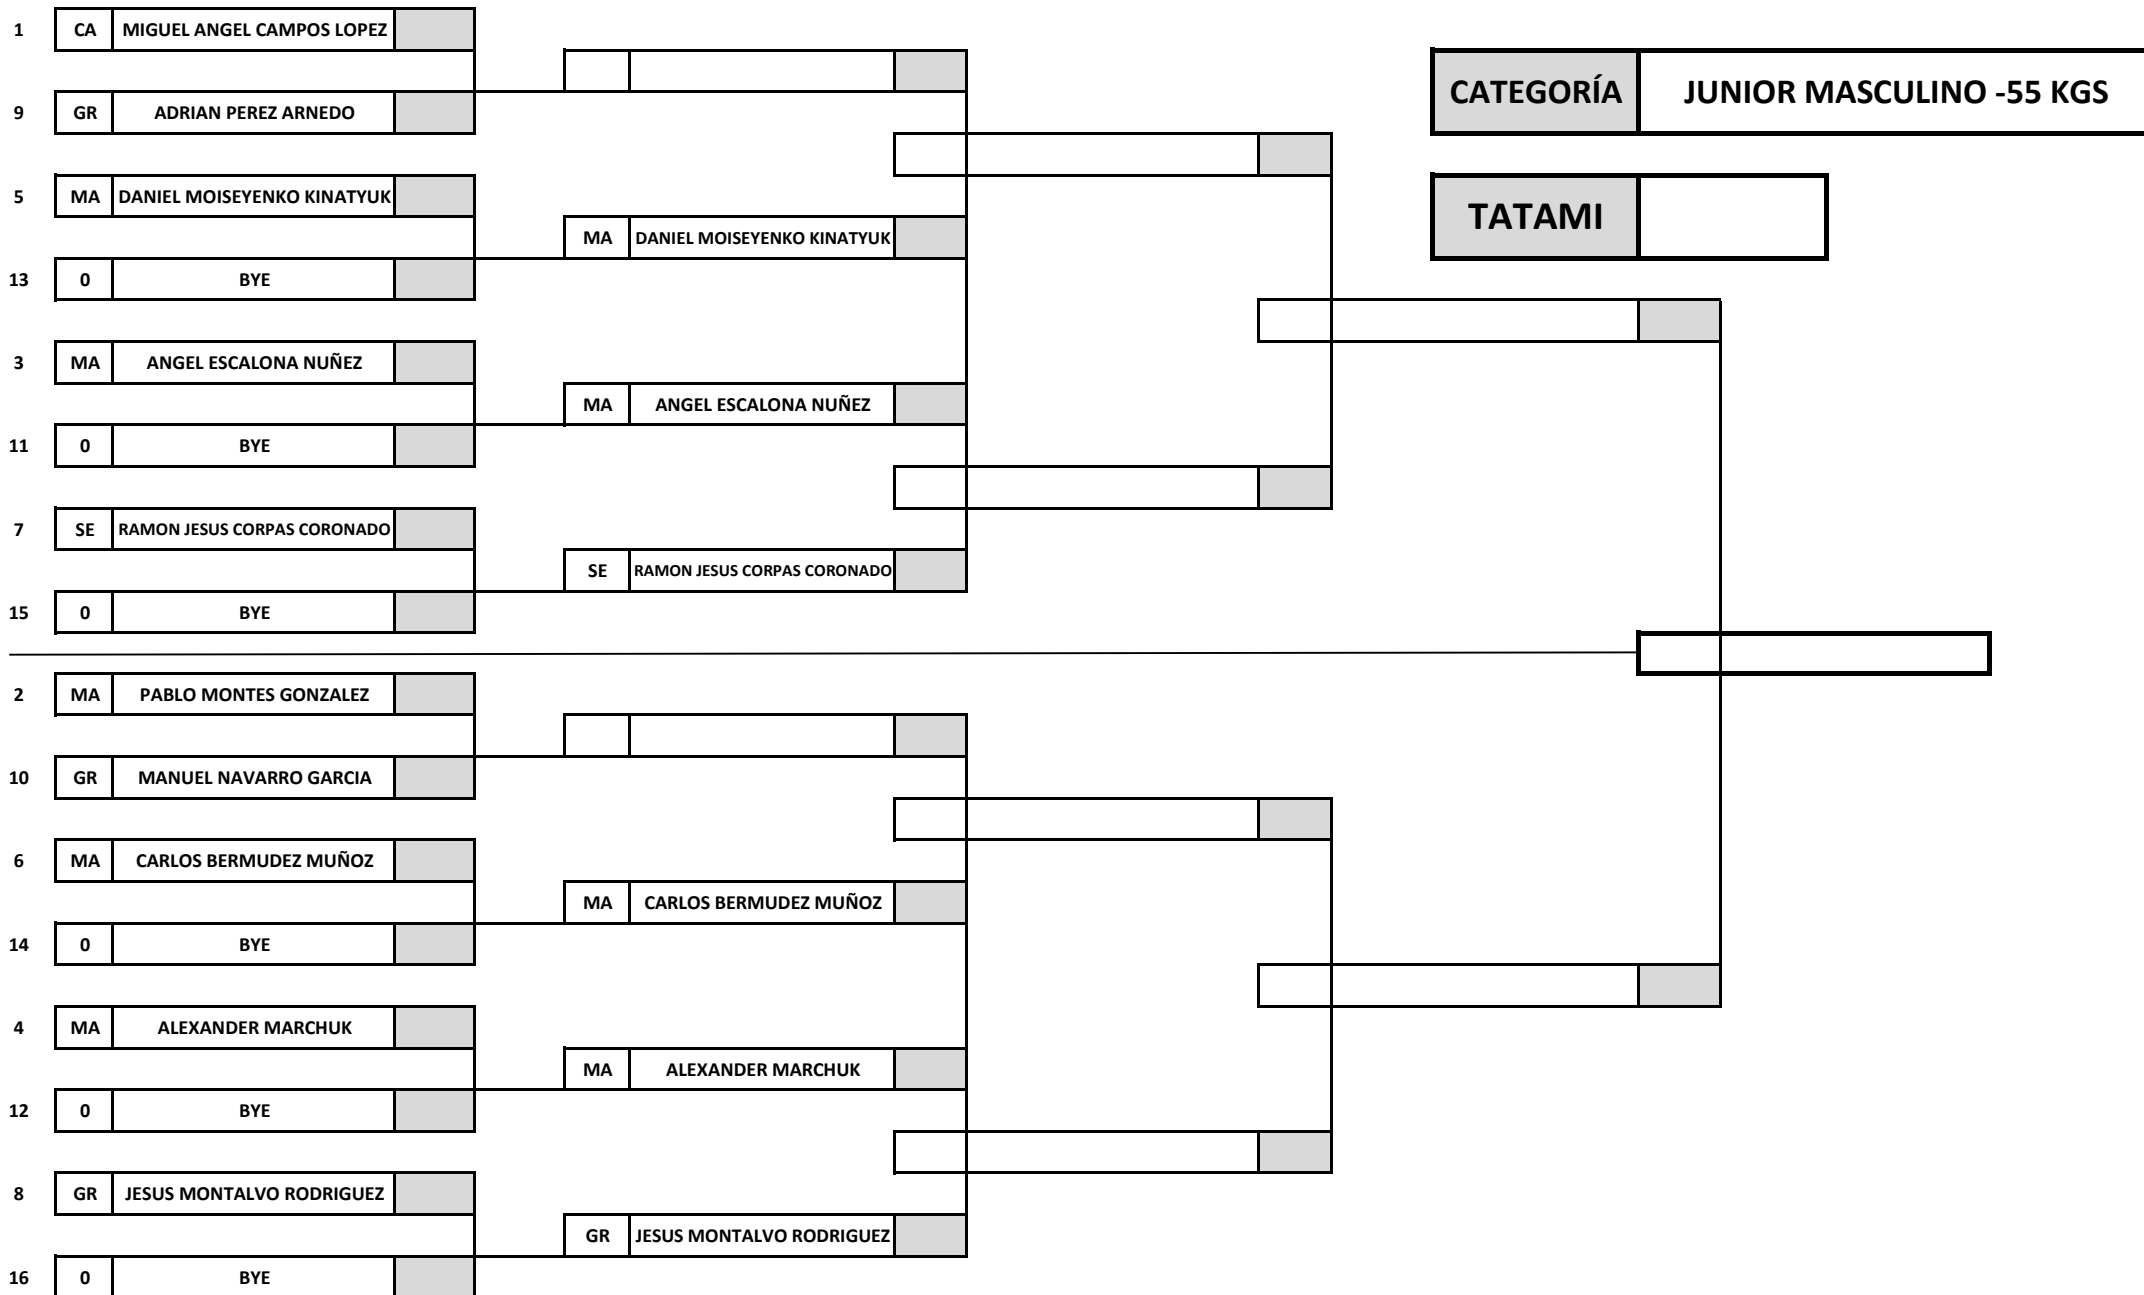 1 CA MIGUEL ANGEL CAMPOS LOPEZ
CATEGORÍA JUNIOR MASCULINO -55 KGS
9 GR ADRIAN PEREZ ARNEDO
5 MA DANIEL MOISEYENKO KINATYUK
TATAMI
MA DANIEL MOISEYENKO KINATYUK
13 0 BYE
3 MA ANGEL ESCALONA NUÑEZ
MA ANGEL ESCALONA NUÑEZ
11 0 BYE
7 SE RAMON JESUS CORPAS CORONADO
SE RAMON JESUS CORPAS CORONADO
15 0 BYE
2 MA PABLO MONTES GONZALEZ
10 GR MANUEL NAVARRO GARCIA
6 MA CARLOS BERMUDEZ MUÑOZ
MA CARLOS BERMUDEZ MUÑOZ
14 0 BYE
4 MA ALEXANDER MARCHUK
MA ALEXANDER MARCHUK
12 0 BYE
8 GR JESUS MONTALVO RODRIGUEZ
GR JESUS MONTALVO RODRIGUEZ
16 0 BYE